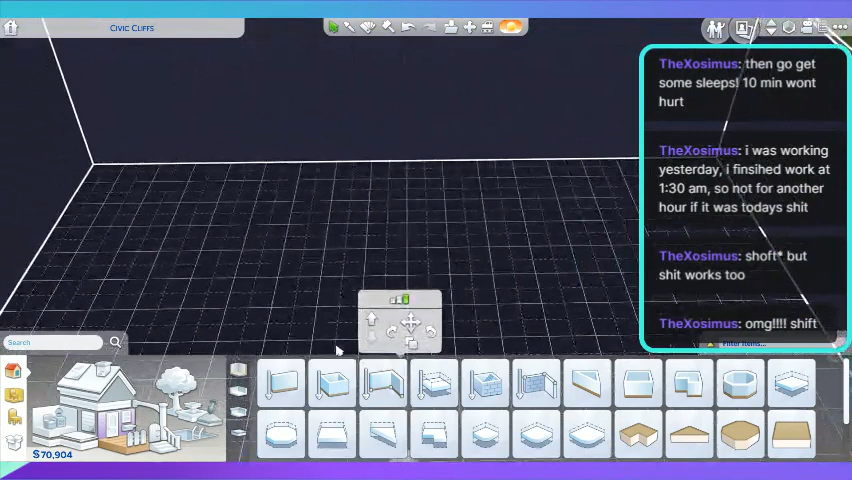 CIVIC CLIFFS
TheXosimus: then go get
some sleeps! 10 min wont
hurt
TheXosimus: i was working
yesterday, i finsihed work at
1:30 am, so not for another
hour if it was todays shit
TheXosimus: shoft* but
shit works too
TheXosimus: omg!!!! shift
Search
Filter Items...
$70,904